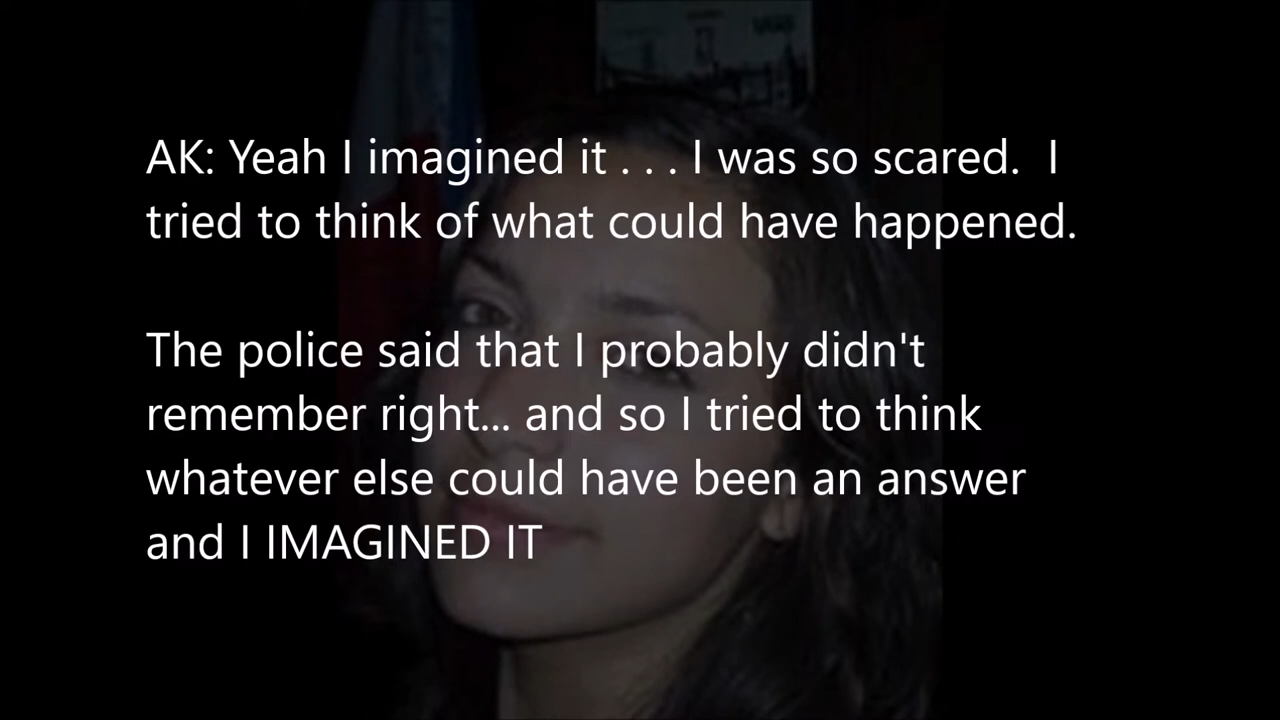 AK: Yeah I imagined it . . . I was so scared.  I
tried to think of what could have happened.
The police said that I probably didn't
remember right... and so I tried to think
whatever else could have been an answer
and I IMAGINED IT